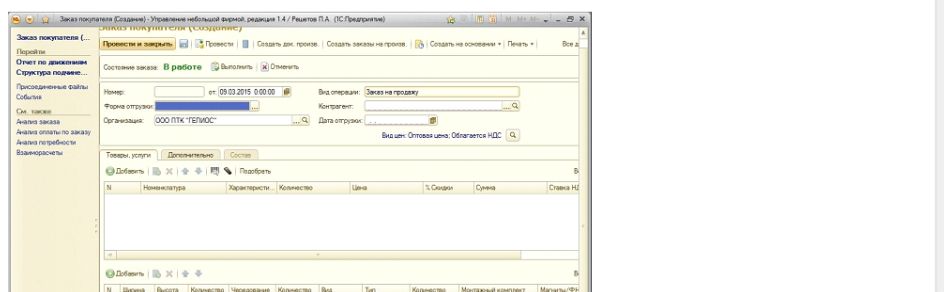 Заказ покупателя (Создание) - Управление небольшой фирмой, редакция 1.4 / Решетов П.А. (1С:Предприятие)
M M+ M-
Заказ покупателя (...
Перейти
Отчет по движениям
Структура подчине...
Присоединенные файлы
События
См. также
Анализ заказа
Анализ оплаты по заказу
Анализ потребности
Взаиморасчеты
Заказ покупателя (Создание)
Провести и закрыть Провести Создать док. произв. Создать заказы на произв. Создать на основании Печать Все д
Состояние заказа: В работе Выполнить Отменить
Номер: от: 09.03.2015 0:00:00 Вид операции: Заказ на продажу
Форма отгрузки: ... Контрагент: ...
Организация: ООО ПТК "ГЕЛИОС" ... Дата отгрузки: . .
Вид цен: Оптовая цена; Облагается НДС
Товары, услуги Дополнительно Состав
Добавить Подобрать
N Номенклатура Характеристи... Количество Цена % Скидки Сумма Ставка НД
Добавить
N Ширина Высота Количество Чередование Количество Вид Тип Количество Монтажный комплект Магниты/ФН